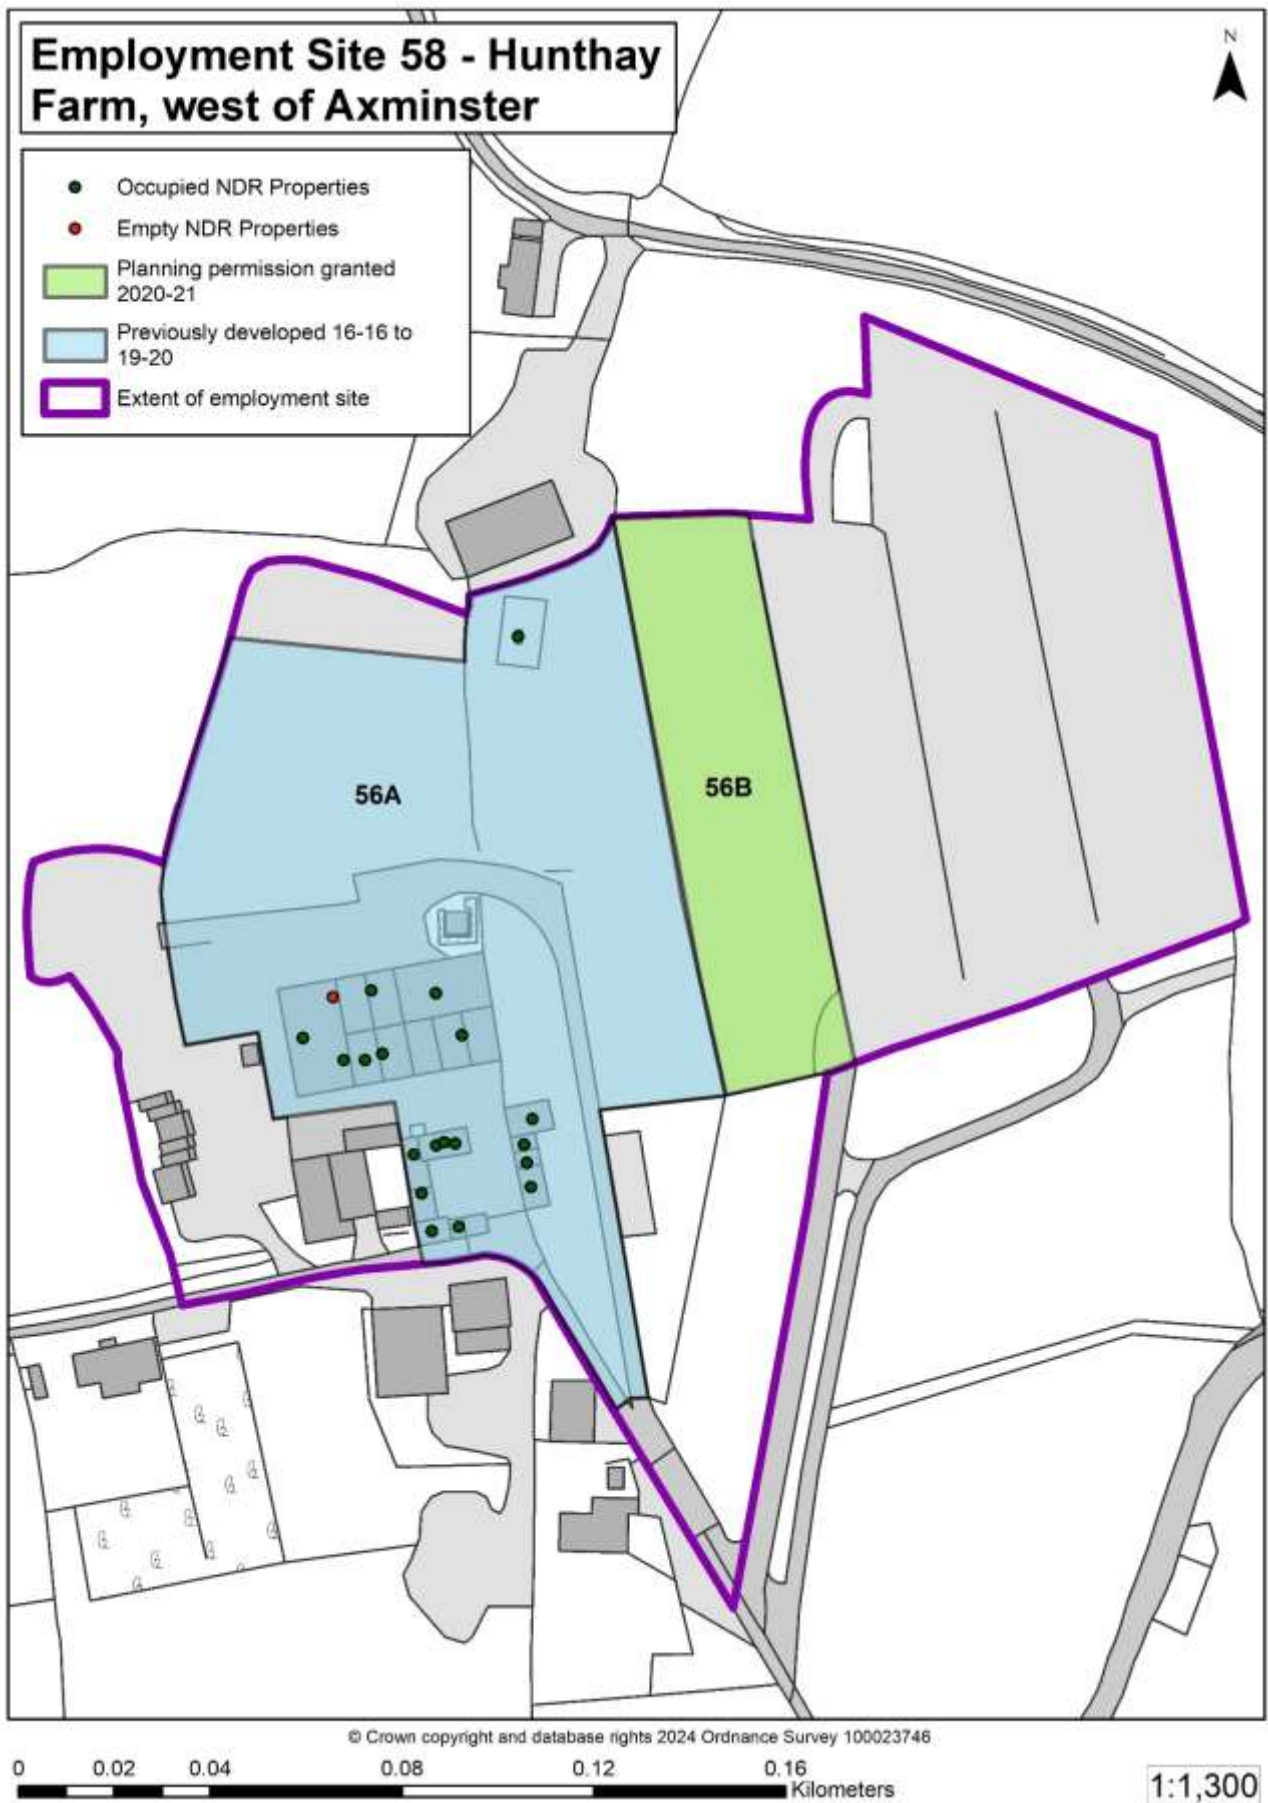 Employment Site 58 - Hunthay
Farm, west of Axminster
N
Occupied NDR Properties
Empty NDR Properties
Planning permission granted
2020-21
Previously developed 16-16 to
19-20
Extent of employment site
56A
56B
© Crown copyright and database rights 2024 Ordnance Survey 100023746
0 0.02 0.04 0.08 0.12 0.16
Kilometers
1:1,300